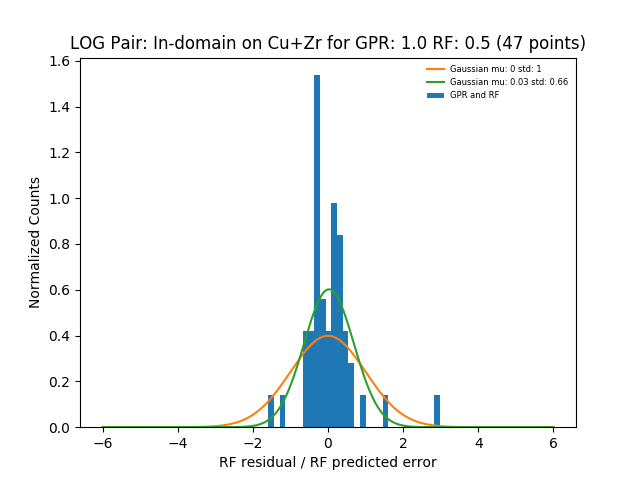 LOG Pair: In-domain on Cu+Zr for GPR: 1.0 RF: 0.5 (47 points)
Gaussian mu: 0 std: 1
Gaussian mu: 0.03 std: 0.66
GPR and RF
Normalized Counts
1.6
1.4
1.2
1.0
0.8
0.6
0.4
0.2
0.0
−6 −4 −2 0 2 4 6
RF residual / RF predicted error